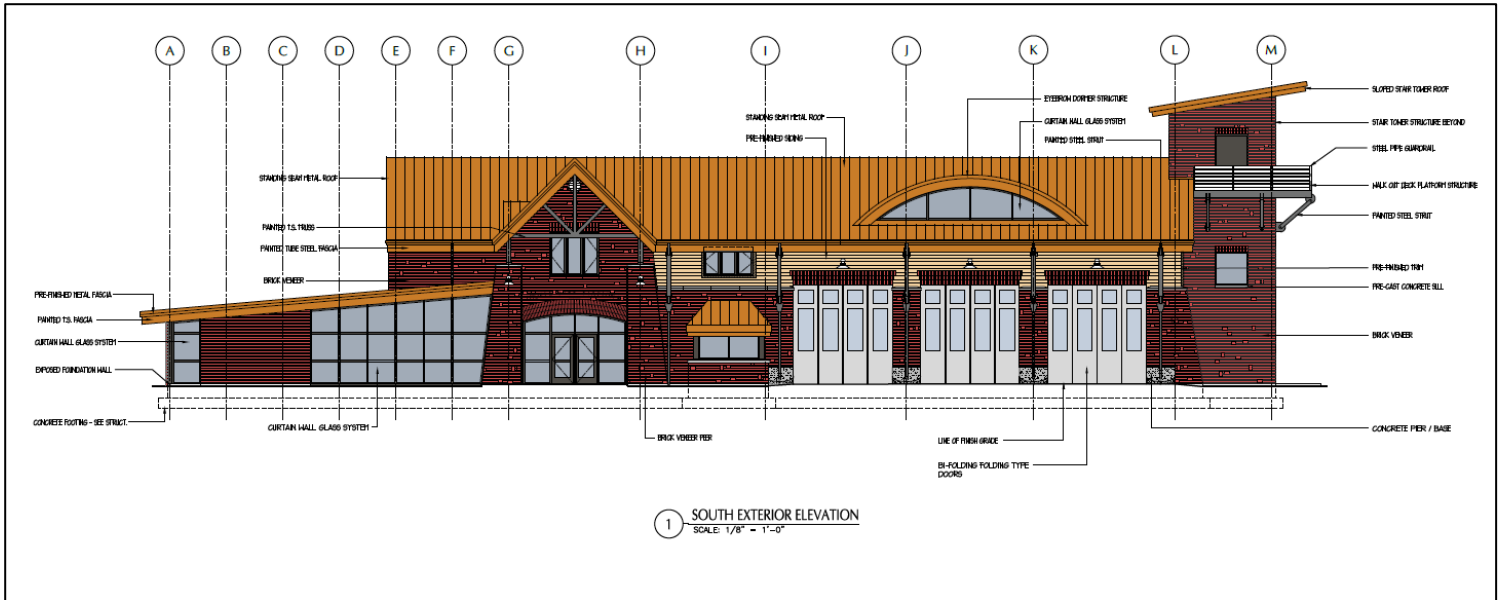 A B C D E F G H I J K L M
SLOPED STAIR TOWER ROOF
EYEBROW DORMER STRUCTURE
STANDING SEAM METAL ROOF
CURTAIN WALL GLASS SYSTEM
STAIR TOWER STRUCTURE BEYOND
PRE-FINISHED SIDING
PAINTED STEEL STRUT
STEEL PIPE GUARDRAIL
STANDING SEAM METAL ROOF
WALK OUT DECK PLATFORM STRUCTURE
PAINTED T.S. TRUSS
PAINTED STEEL STRUT
PAINTED TUBE STEEL FASCIA
BRICK VENEER
PRE-FINISHED TRIM
PRE-FINISHED METAL FASCIA
PRE-CAST CONCRETE SILL
PAINTED T.S. FASCIA
CURTAIN WALL GLASS SYSTEM
BRICK VENEER
EXPOSED FOUNDATION WALL
CONCRETE FOOTING - SEE STRUCT.
CURTAIN WALL GLASS SYSTEM
BRICK VENEER PIER
LINE OF FINISH GRADE
CONCRETE PIER / BASE
BI-FOLDING FOLDING TYPE
DOORS
1
SOUTH EXTERIOR ELEVATION
SCALE: 1/8" = 1'-0"